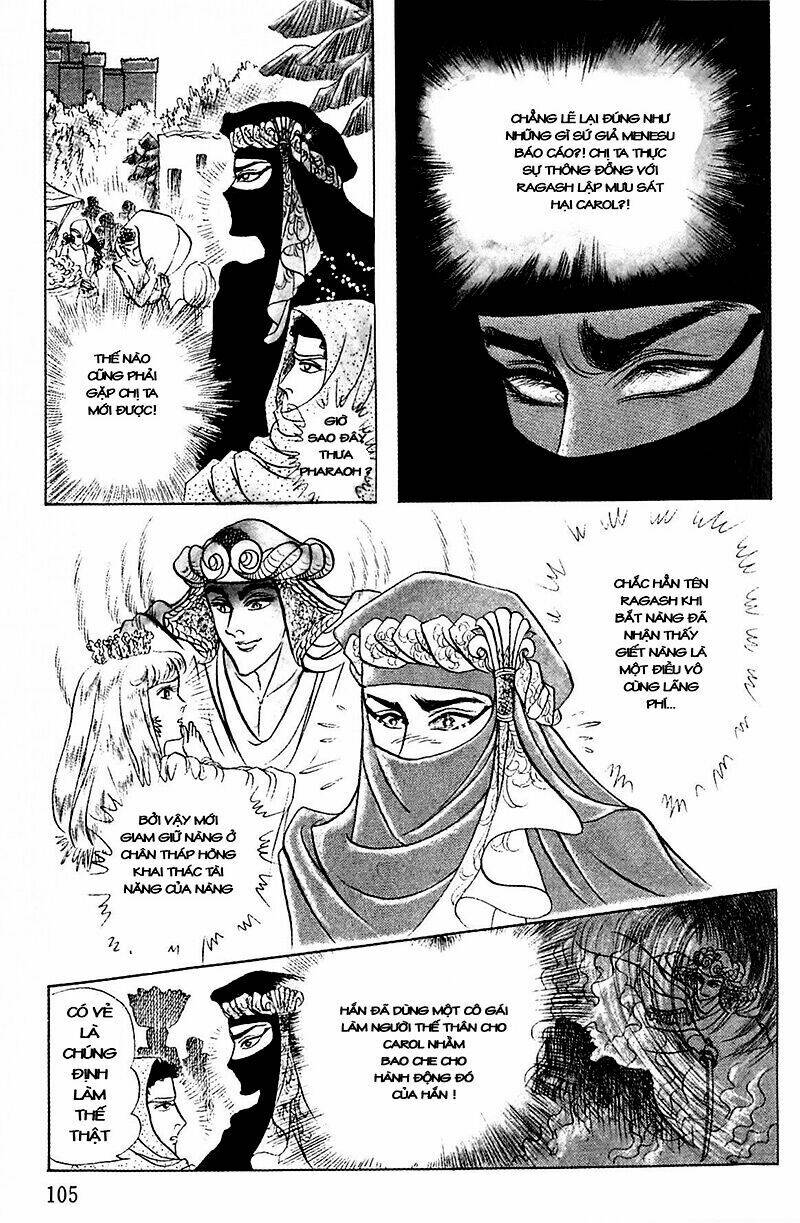 CHẲNG LẼ LẠI ĐÚNG NHƯ
NHỮNG GÌ SỨ GIẢ MENESU
BÁO CÁO?! CHỊ TA THỰC
SỰ THÔNG ĐỒNG VỚI
RAGASH LẬP MƯU SÁT
HẠI CAROL?!
THẾ NÀO
CŨNG PHẢI
GẶP CHỊ TA
MỚI ĐƯỢC!
GIỜ
SAO ĐÂY
THƯA
PHARAOH ?
CHẮC HẲN TÊN
RAGASH KHI
BẮT NÀNG ĐÃ
NHẬN THẤY
GIẾT NÀNG LÀ
MỘT ĐIỀU VÔ
CÙNG LÃNG
PHÍ...
BỞI VẬY MỚI
GIAM GIỮ NÀNG Ở
CHÂN THÁP HÒNG
KHAI THÁC TÀI
NĂNG CỦA NÀNG
HẮN ĐÃ DÙNG MỘT CÔ GÁI
LÀM NGƯỜI THẾ THÂN CHO
CAROL NHẰM
BAO CHE CHO
HÀNH ĐỘNG ĐÓ
CỦA HẮN !
CÓ VẺ
LÀ
CHÚNG
ĐỊNH
LÀM
THẾ
THẬT
105